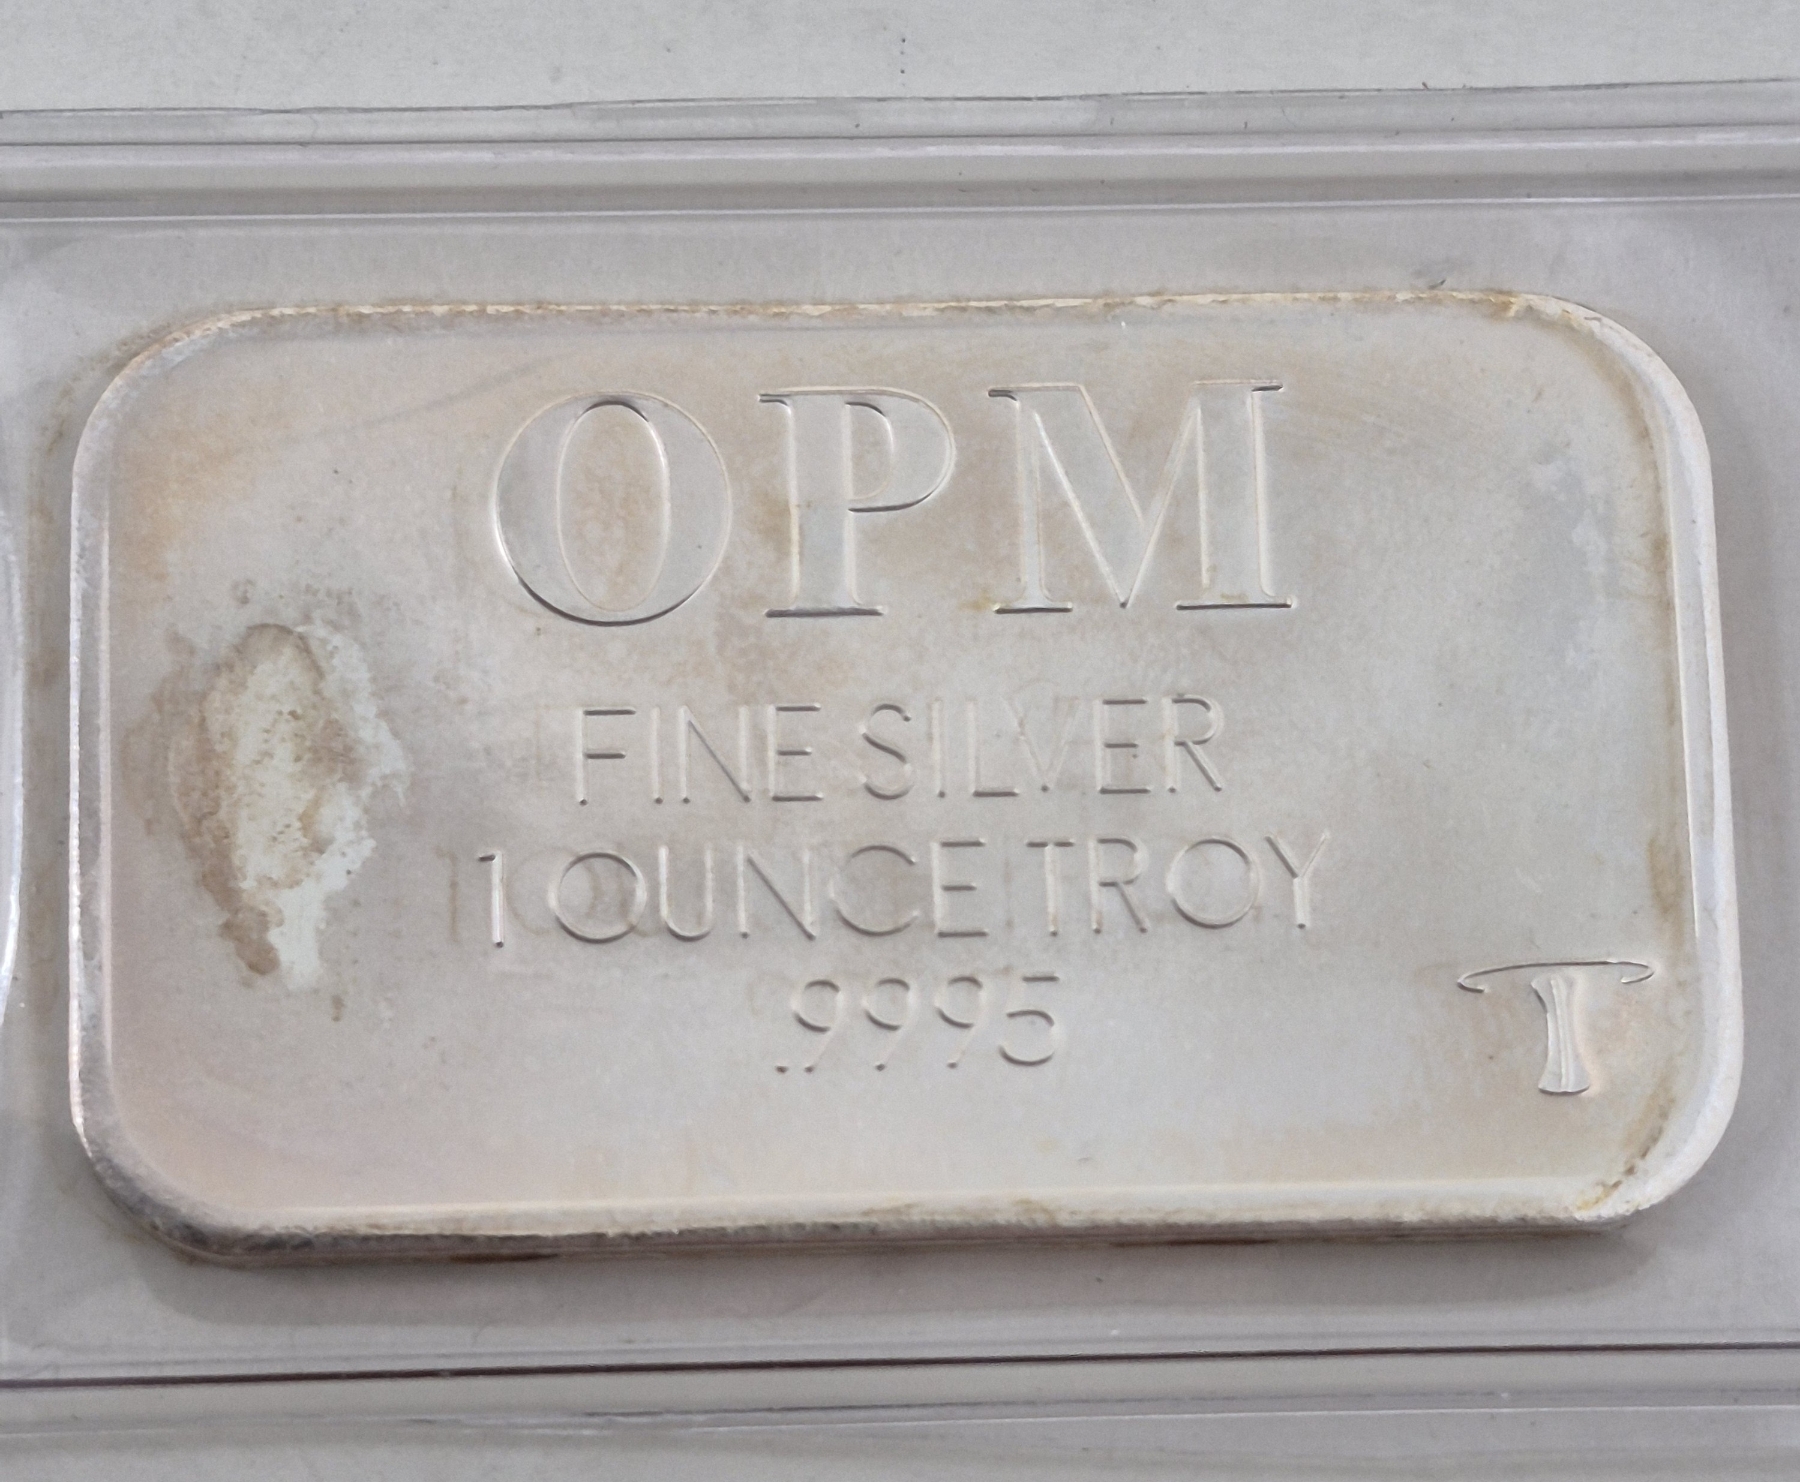 OPM
FINE SILVER
1 OUNCE TROY
.9995
T